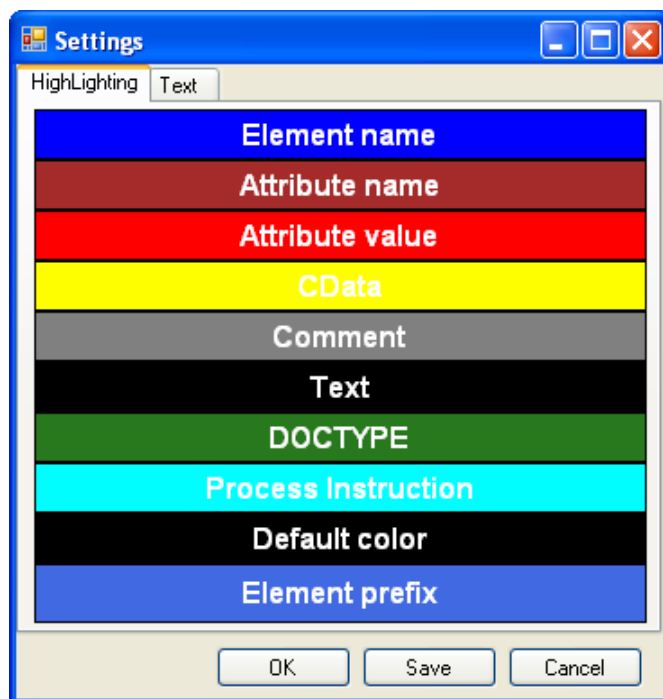 Settings
HighLighting Text
Element name
Attribute name
Attribute value
CData
Comment
Text
DOCTYPE
Process Instruction
Default color
Element prefix
OK Save Cancel